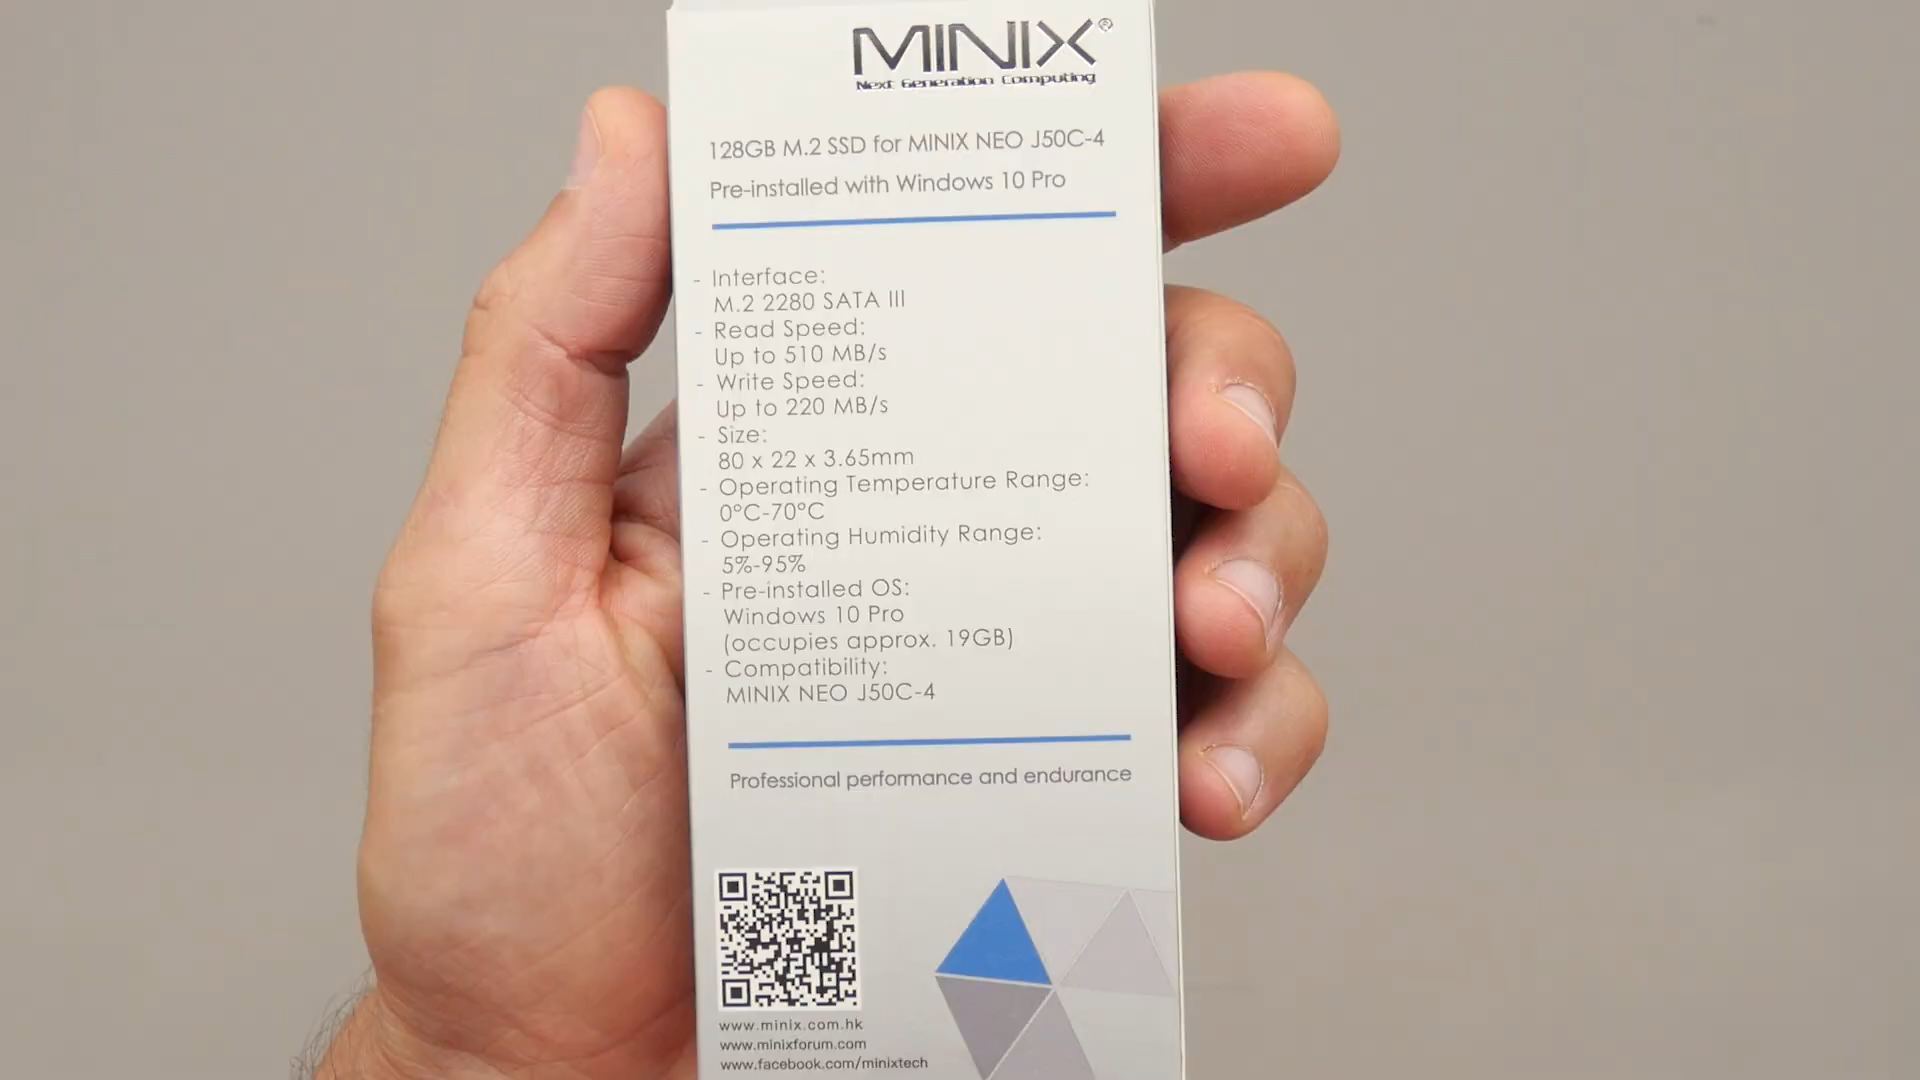 MINIX®
Next Generation Computing
128GB M.2 SSD for MINIX NEO J50C-4
Pre-installed with Windows 10 Pro
- Interface:
M.2 2280 SATA III
- Read Speed:
Up to 510 MB/s
- Write Speed:
Up to 220 MB/s
- Size:
80 x 22 x 3.65mm
- Operating Temperature Range:
0°C-70°C
- Operating Humidity Range:
5%-95%
- Pre-installed OS:
Windows 10 Pro
(occupies approx. 19GB)
- Compatibility:
MINIX NEO J50C-4
Professional performance and endurance
www.minix.com.hk
www.minixforum.com
www.facebook.com/minixtech